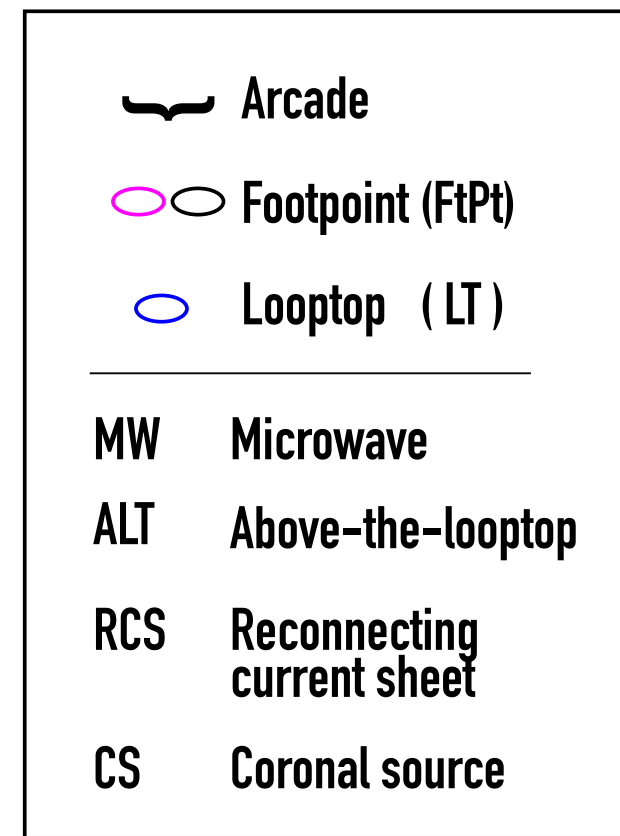 Arcade
Footpoint (FtPt)
Looptop ( LT )
MW Microwave
ALT Above-the-looptop
RCS Reconnecting
current sheet
CS Coronal source